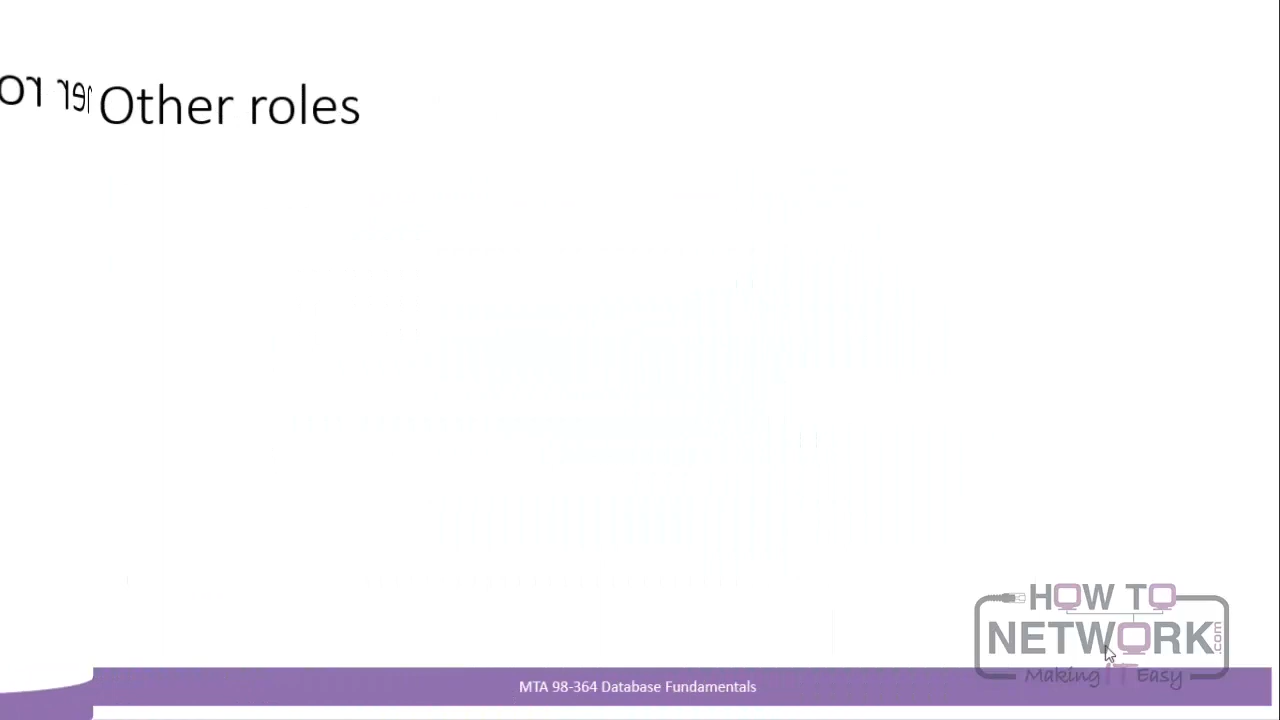 Other roles
HOW TO
NETWORK.com
Making IT Easy
MTA 98-364 Database Fundamentals